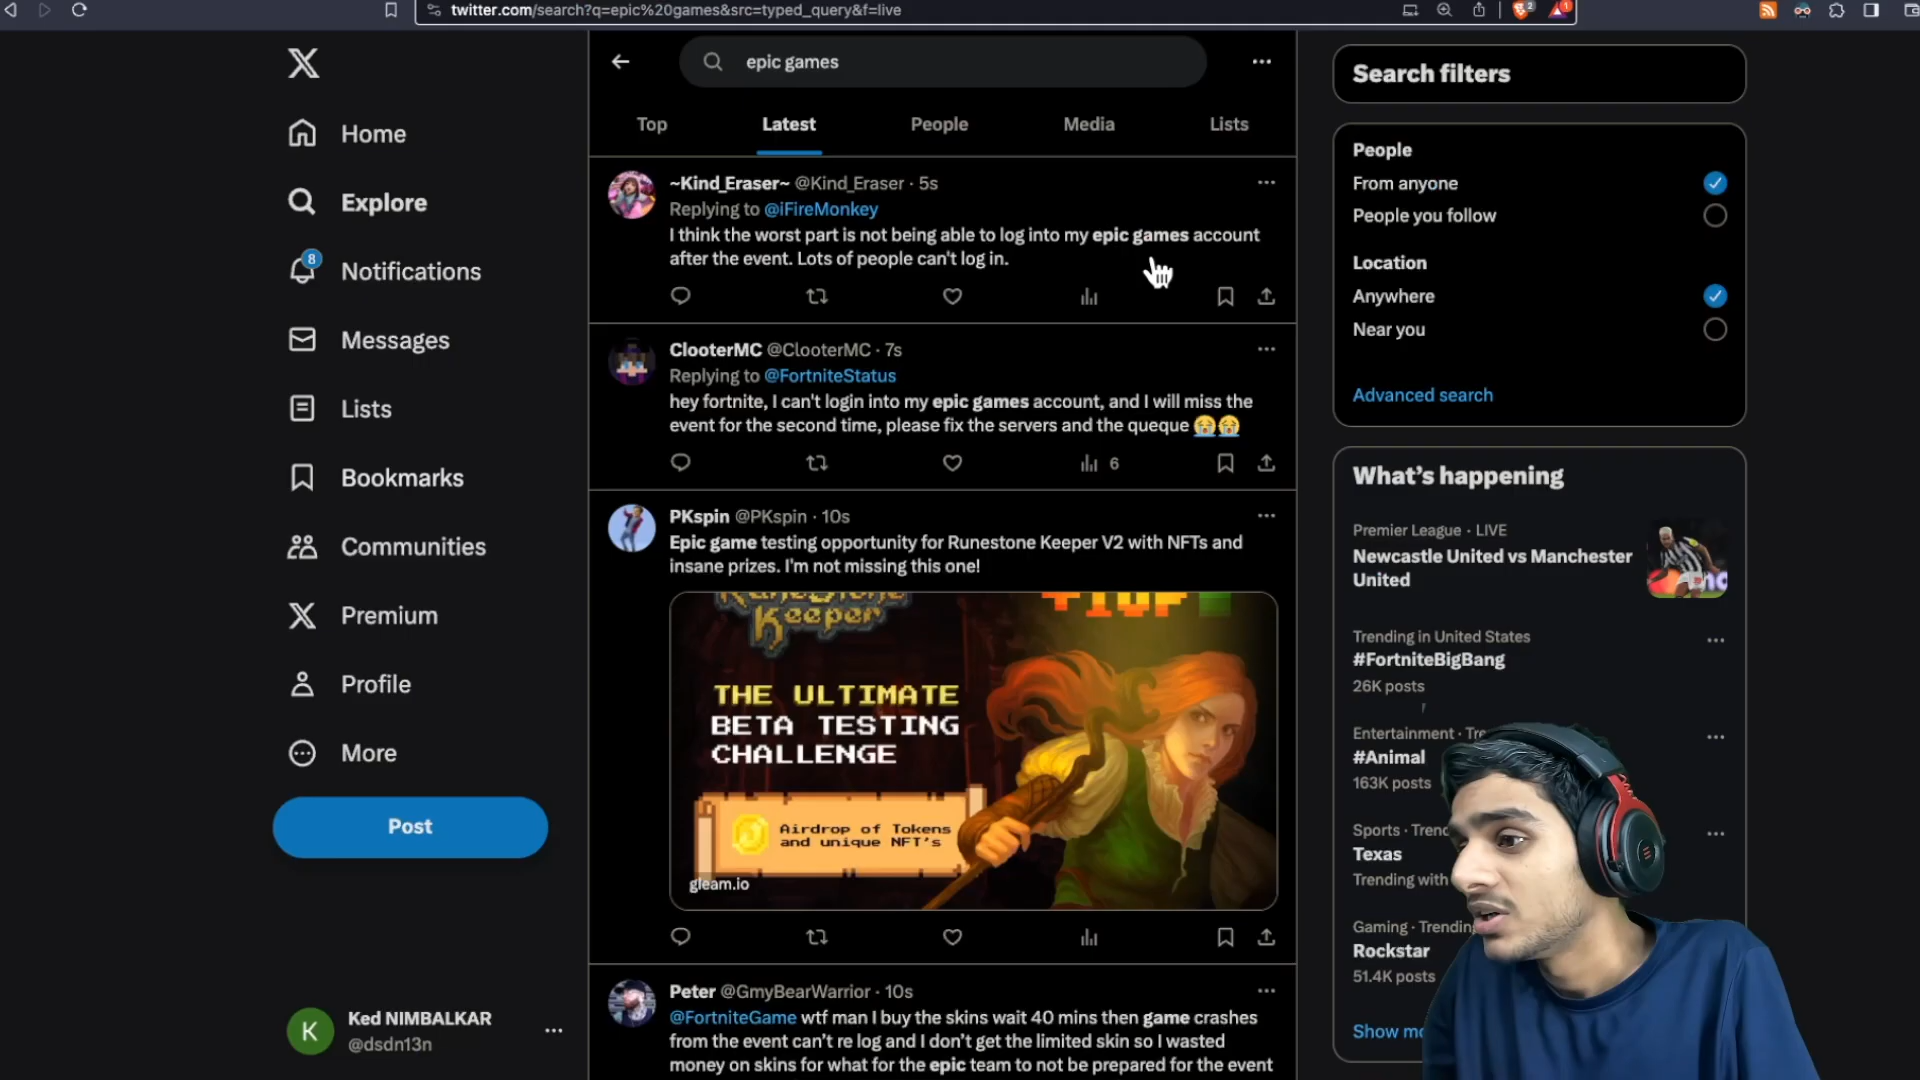 twitter.com/search?q=epic%20games&src=typed_query&f=live
2
1
epic games
Top
Latest
People
Media
Lists
Home
Explore
8
Notifications
Messages
Lists
Bookmarks
Communities
Premium
Profile
More
Post
K
Ked NIMBALKAR
@dsdn13n
~Kind_Eraser~ @Kind_Eraser · 5s
Replying to @iFireMonkey
I think the worst part is not being able to log into my epic games account
after the event. Lots of people can't log in.
ClooterMC @ClooterMC · 7s
Replying to @FortniteStatus
hey fortnite, I can't login into my epic games account, and I will miss the
event for the second time, please fix the servers and the queque 😭😭
6
PKspin @PKspin · 10s
Epic game testing opportunity for Runestone Keeper V2 with NFTs and
insane prizes. I'm not missing this one!
Runestone
Keeper
+1UP
THE ULTIMATE
BETA TESTING
CHALLENGE
Airdrop of Tokens
and unique NFT's
gleam.io
Peter @GmyBearWarrior · 10s
@FortniteGame wtf man I buy the skins wait 40 mins then game crashes
from the event can't re log and I don't get the limited skin so I wasted
money on skins for what for the epic team to not be prepared for the event
Search filters
People
From anyone
People you follow
Location
Anywhere
Near you
Advanced search
What's happening
Premier League · LIVE
Newcastle United vs Manchester
United
Trending in United States
#FortniteBigBang
26K posts
Entertainment · Tre
#Animal
163K posts
Sports · Trend
Texas
Trending with
Gaming · Trending
Rockstar
51.4K posts
Show mo